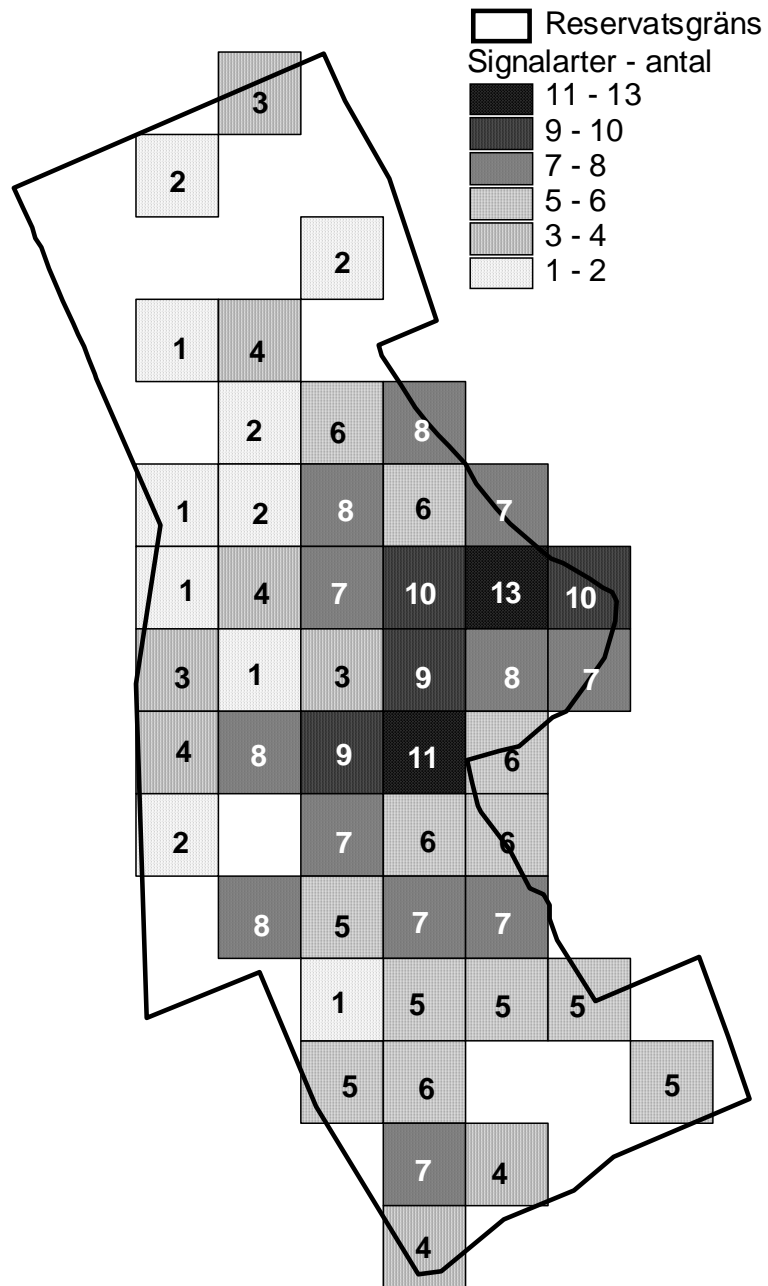 Reservatsgräns
Signalarter - antal
11 - 13
9 - 10
7 - 8
5 - 6
3 - 4
1 - 2
3
2
2
1 4
2 6 8
1 2 8 6 7
1 4 7 10 13 10
3 1 3 9 8 7
4 8 9 11 6
2 7 6 6
8 5 7 7
1 5 5 5
5 6 5
7 4
4